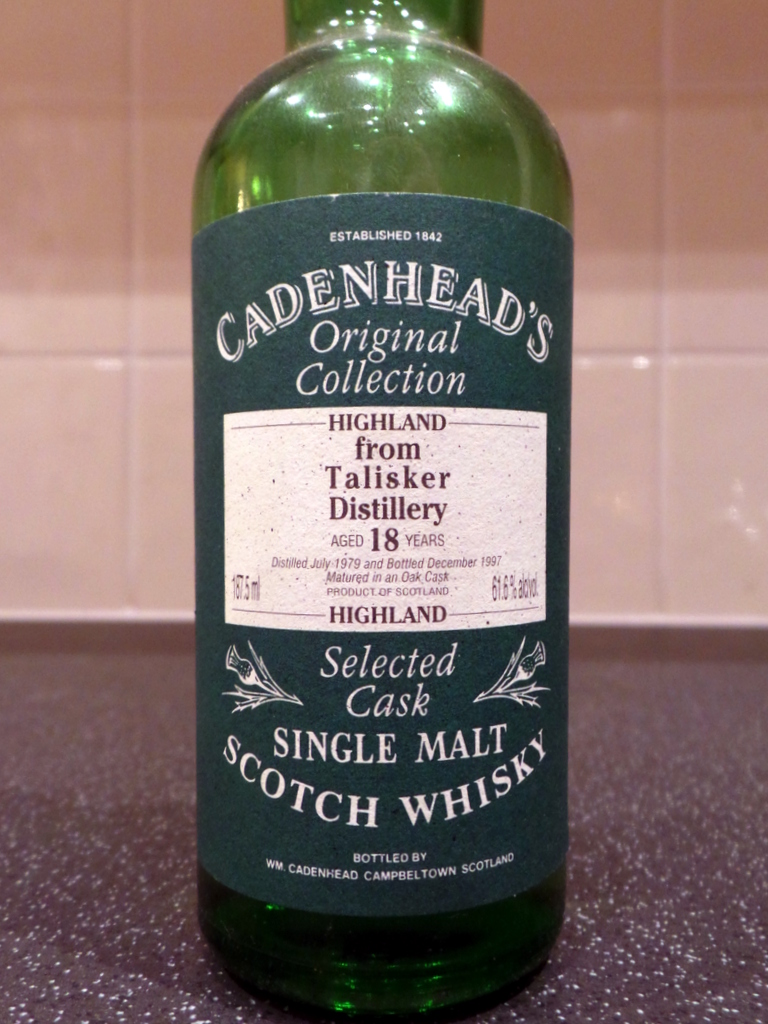 ESTABLISHED 1842
CADENHEAD'S
Original
Collection
HIGHLAND
from
Talisker
Distillery
AGED 18 YEARS
Distilled July 1979 and Bottled December 1997
Matured in an Oak Cask
187.5 ml PRODUCT OF SCOTLAND 61.6 % alc/vol.
HIGHLAND
Selected
Cask
SINGLE MALT
SCOTCH WHISKY
BOTTLED BY
WM. CADENHEAD CAMPBELTOWN SCOTLAND